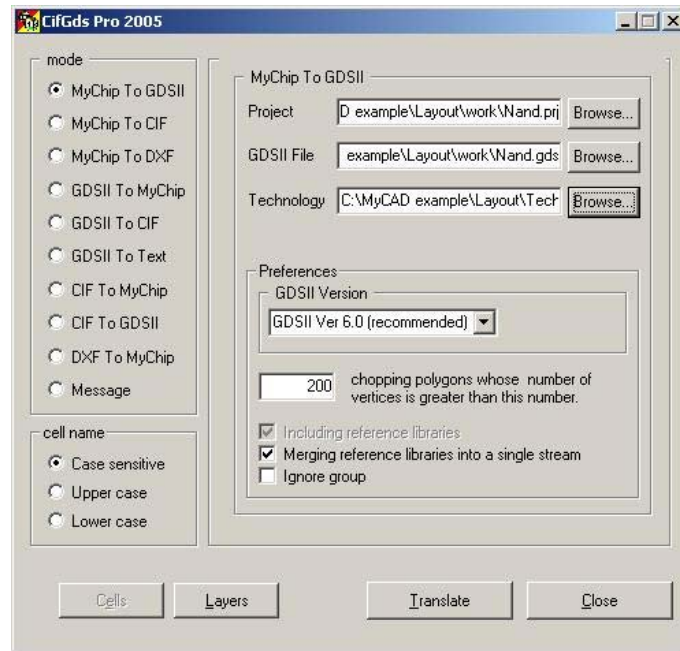 CifGds Pro 2005
mode
MyChip To GDSII
MyChip To CIF
MyChip To DXF
GDSII To MyChip
GDSII To CIF
GDSII To Text
CIF To MyChip
CIF To GDSII
DXF To MyChip
Message
cell name
Case sensitive
Upper case
Lower case
MyChip To GDSII
Project D example\Layout\work\Nand.prj Browse...
GDSII File example\Layout\work\Nand.gds Browse...
Technology C:\MyCAD example\Layout\Tech Browse...
Preferences
GDSII Version
GDSII Ver 6.0 (recommended)
200 chopping polygons whose number of
vertices is greater than this number.
Including reference libraries
Merging reference libraries into a single stream
Ignore group
Cells Layers Translate Close